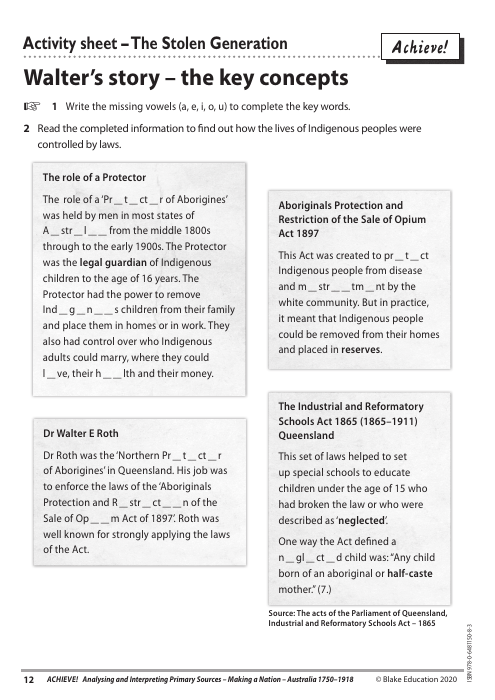 Activity sheet – The Stolen Generation
Achieve!
Walter's story – the key concepts
1 Write the missing vowels (a, e, i, o, u) to complete the key words.
2 Read the completed information to find out how the lives of Indigenous peoples were
controlled by laws.
The role of a Protector
The role of a 'Pr _ t _ ct _ r of Aborigines'
was held by men in most states of
A _ str _ l _ _ from the middle 1800s
through to the early 1900s. The Protector
was the legal guardian of Indigenous
children to the age of 16 years. The
Protector had the power to remove
Ind _ g _ n _ _ s children from their family
and place them in homes or in work. They
also had control over who Indigenous
adults could marry, where they could
l _ ve, their h _ _ lth and their money.
Dr Walter E Roth
Dr Roth was the 'Northern Pr _ t _ ct _ r
of Aborigines' in Queensland. His job was
to enforce the laws of the 'Aboriginals
Protection and R _ str _ ct _ _ n of the
Sale of Op _ _ m Act of 1897'. Roth was
well known for strongly applying the laws
of the Act.
Aboriginals Protection and
Restriction of the Sale of Opium
Act 1897
This Act was created to pr _ t _ ct
Indigenous people from disease
and m _ str _ _ tm _ nt by the
white community. But in practice,
it meant that Indigenous people
could be removed from their homes
and placed in reserves.
The Industrial and Reformatory
Schools Act 1865 (1865–1911)
Queensland
This set of laws helped to set
up special schools to educate
children under the age of 15 who
had broken the law or who were
described as 'neglected'.
One way the Act defined a
n _ gl _ ct _ d child was: "Any child
born of an aboriginal or half-caste
mother." (7.)
Source: The acts of the Parliament of Queensland,
Industrial and Reformatory Schools Act – 1865
12 ACHIEVE! Analysing and Interpreting Primary Sources – Making a Nation – Australia 1750–1918 © Blake Education 2020
ISBN 978-0-6481150-8-3